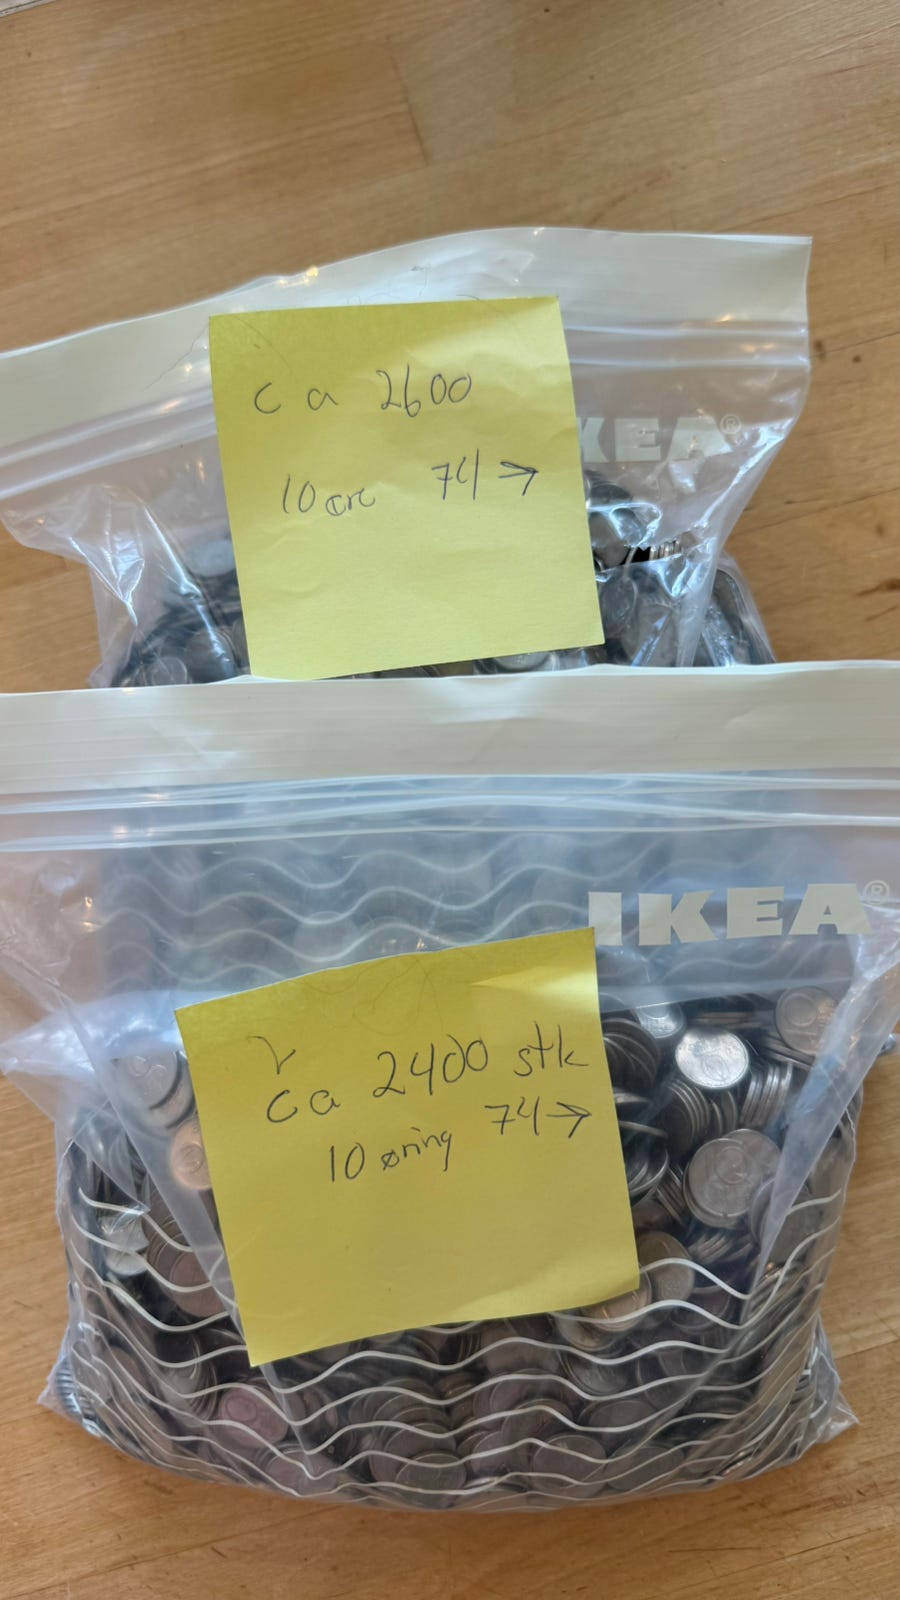 ca 2600
10 øre 74→
IKEA®
IKEA®
ca 2400 stk
10 øring 74→